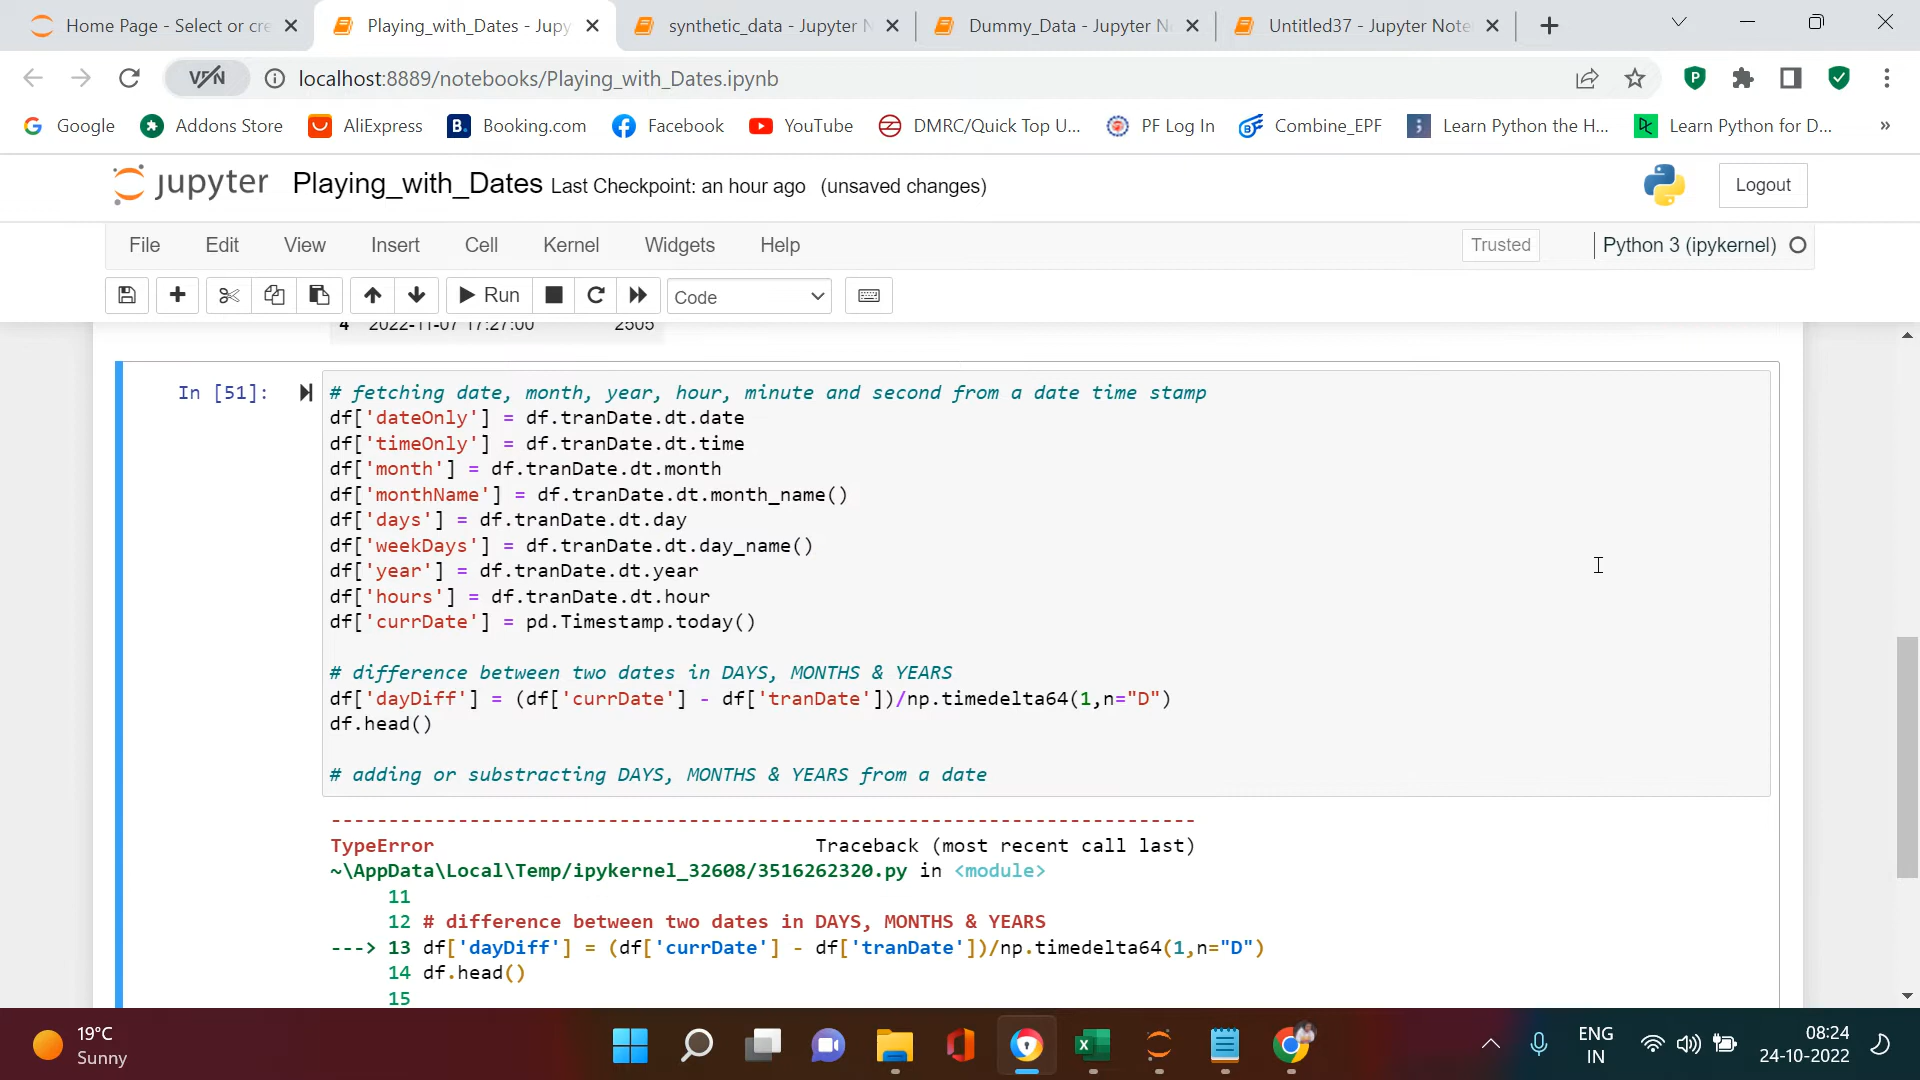 Home Page - Select or cre
Playing_with_Dates - Jupy
synthetic_data - Jupyter N
Dummy_Data - Jupyter No
Untitled37 - Jupyter Note
VPN
localhost:8889/notebooks/Playing_with_Dates.ipynb
Google
Addons Store
AliExpress
B. Booking.com
Facebook
YouTube
DMRC/Quick Top U...
PF Log In
Combine_EPF
Learn Python the H...
Learn Python for D...
»
jupyter Playing_with_Dates Last Checkpoint: an hour ago (unsaved changes)
Logout
File Edit View Insert Cell Kernel Widgets Help
Trusted
Python 3 (ipykernel)
Run
Code
4 2022-11-07 17:27:00 2505
In [51]:
# fetching date, month, year, hour, minute and second from a date time stamp
df['dateOnly'] = df.tranDate.dt.date
df['timeOnly'] = df.tranDate.dt.time
df['month'] = df.tranDate.dt.month
df['monthName'] = df.tranDate.dt.month_name()
df['days'] = df.tranDate.dt.day
df['weekDays'] = df.tranDate.dt.day_name()
df['year'] = df.tranDate.dt.year
df['hours'] = df.tranDate.dt.hour
df['currDate'] = pd.Timestamp.today()
# difference between two dates in DAYS, MONTHS & YEARS
df['dayDiff'] = (df['currDate'] - df['tranDate'])/np.timedelta64(1,n="D")
df.head()
# adding or substracting DAYS, MONTHS & YEARS from a date
---------------------------------------------------------------------------
TypeError Traceback (most recent call last)
~\AppData\Local\Temp/ipykernel_32608/3516262320.py in <module>
11
12 # difference between two dates in DAYS, MONTHS & YEARS
---> 13 df['dayDiff'] = (df['currDate'] - df['tranDate'])/np.timedelta64(1,n="D")
14 df.head()
15
19°C
Sunny
ENG
IN
08:24
24-10-2022